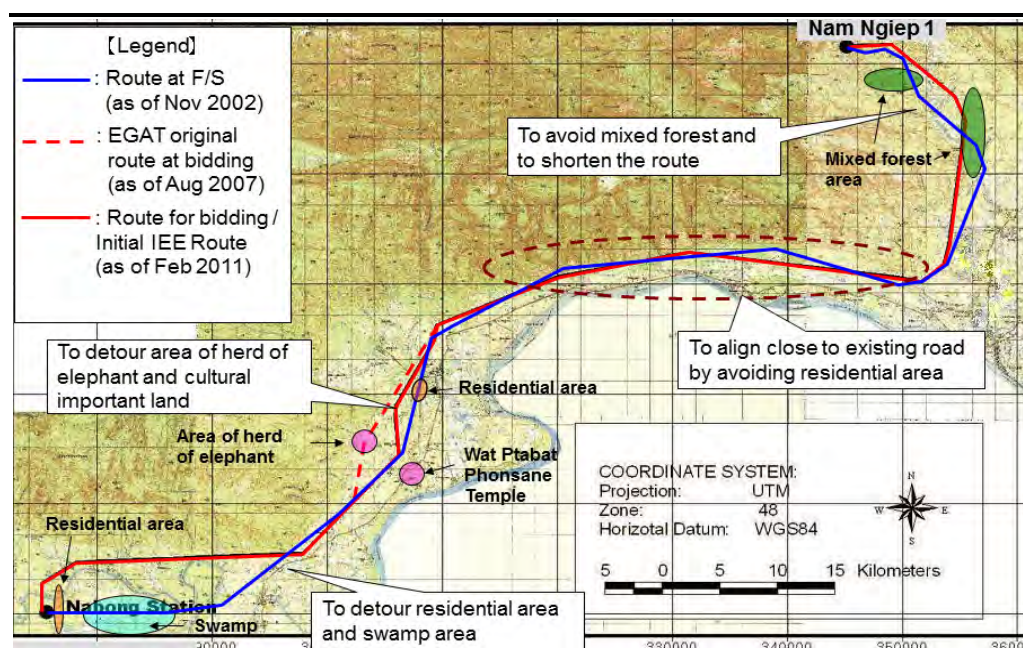 【Legend】
: Route at F/S
(as of Nov 2002)
: EGAT original
route at bidding
(as of Aug 2007)
: Route for bidding /
Initial IEE Route
(as of Feb 2011)
Nam Ngiep 1
To avoid mixed forest and
to shorten the route
Mixed forest
area
To detour area of herd of
elephant and cultural
important land
To align close to existing road
by avoiding residential area
Residential area
Area of herd
of elephant
Wat Ptabat
Phonsane
Temple
COORDINATE SYSTEM:
Projection: UTM
Zone: 48
Horizotal Datum: WGS84
N
W E
S
5 0 5 10 15 Kilometers
Residential area
Nabong Station
Swamp
To detour residential area
and swamp area
330000 340000 350000